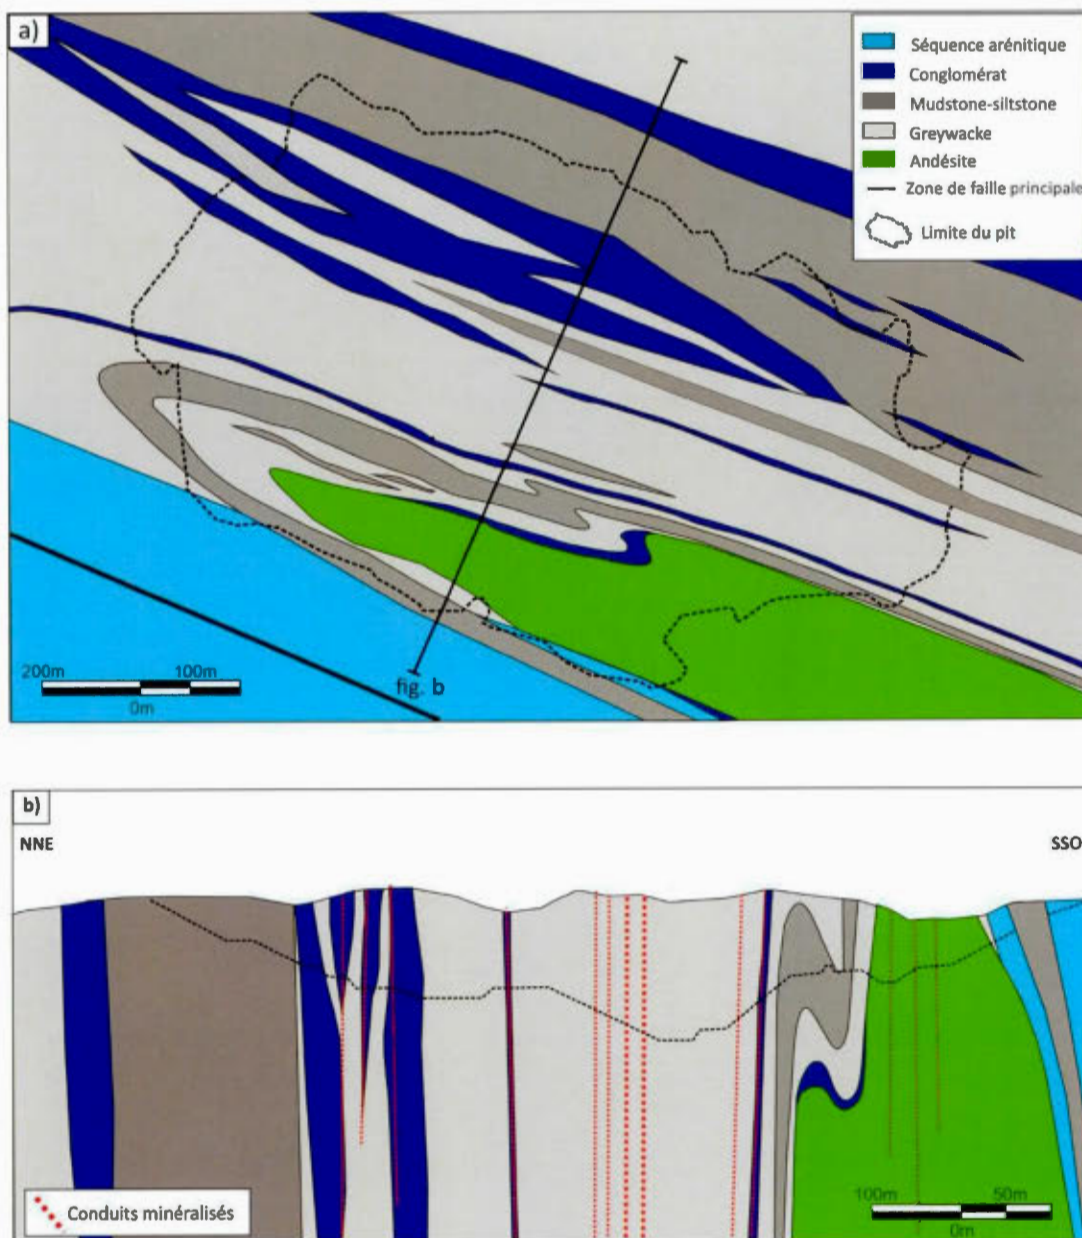 a)
Séquence arénitique
Conglomérat
Mudstone-siltstone
Greywacke
Andésite
Zone de faille principale
Limite du pit
200m 100m
0m
fig. b
b)
NNE SSO
Conduits minéralisés
100m 50m
0m